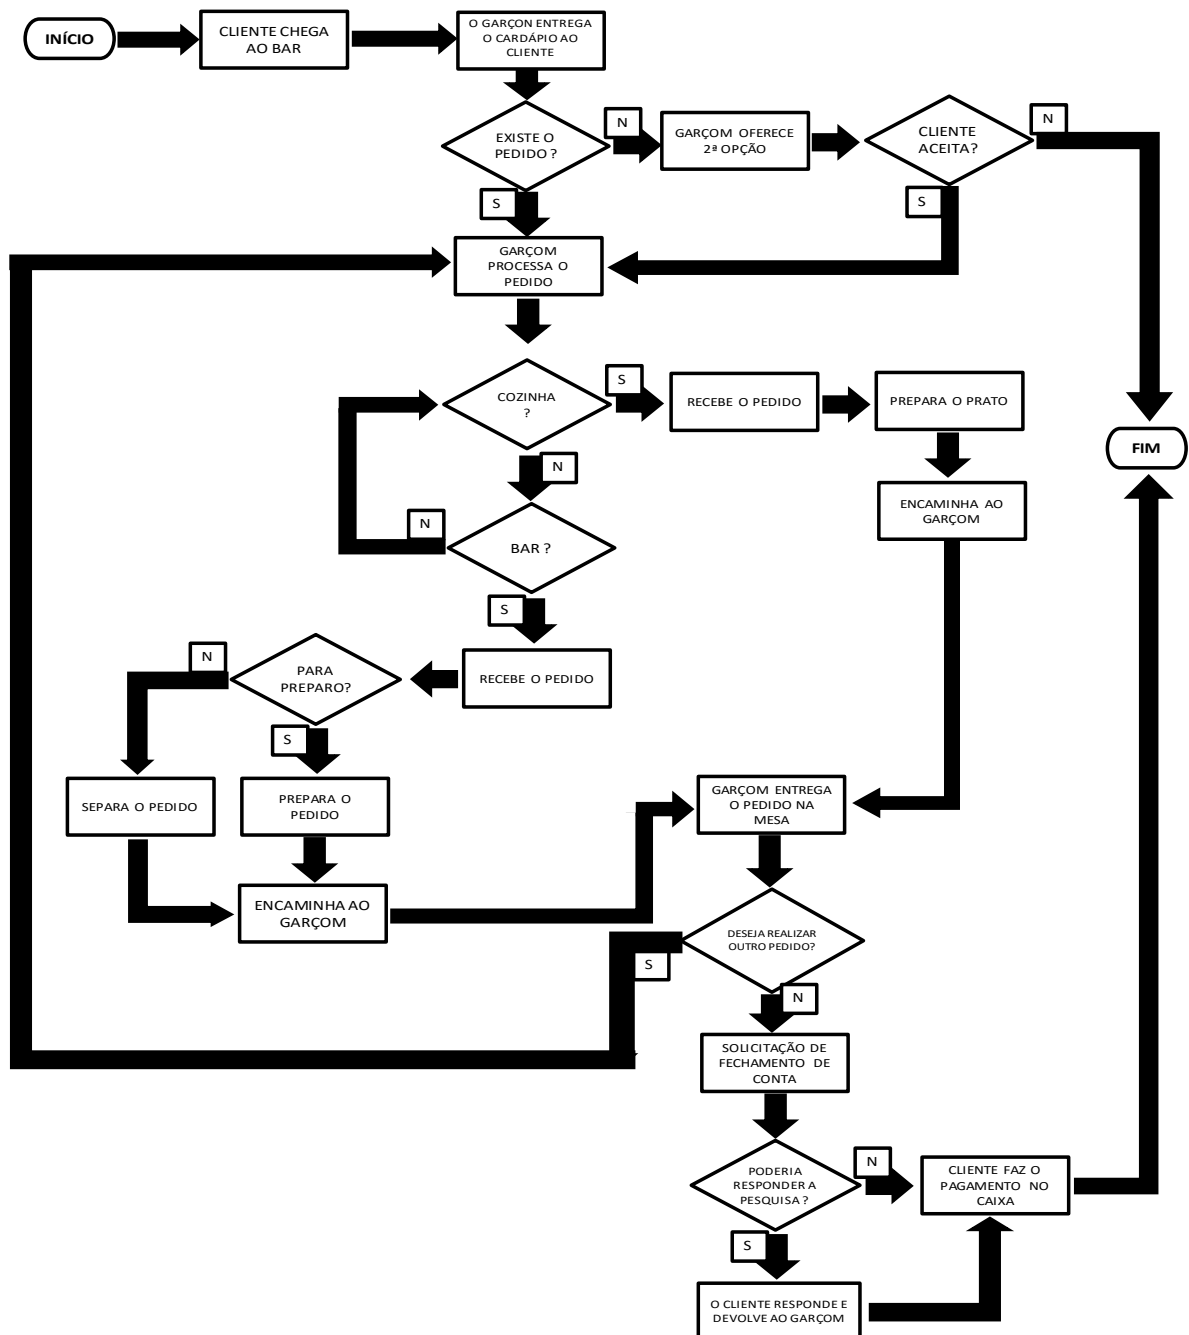 INÍCIO
CLIENTE CHEGA
AO BAR
O GARÇON ENTREGA
O CARDÁPIO AO
CLIENTE
EXISTE O
PEDIDO ?
N
GARÇOM OFERECE
2ª OPÇÃO
CLIENTE
ACEITA?
N
S
S
GARÇOM
PROCESSA O
PEDIDO
COZINHA
?
S
RECEBE O PEDIDO
PREPARA O PRATO
FIM
N
ENCAMINHA AO
GARÇOM
N
BAR ?
S
RECEBE O PEDIDO
N
PARA
PREPARO?
S
SEPARA O PEDIDO
PREPARA O
PEDIDO
GARÇOM ENTREGA
O PEDIDO NA
MESA
ENCAMINHA AO
GARÇOM
DESEJA REALIZAR
OUTRO PEDIDO?
S
N
SOLICITAÇÃO DE
FECHAMENTO DE
CONTA
PODERIA
RESPONDER A
PESQUISA ?
N
CLIENTE FAZ O
PAGAMENTO NO
CAIXA
S
O CLIENTE RESPONDE E
DEVOLVE AO GARÇOM